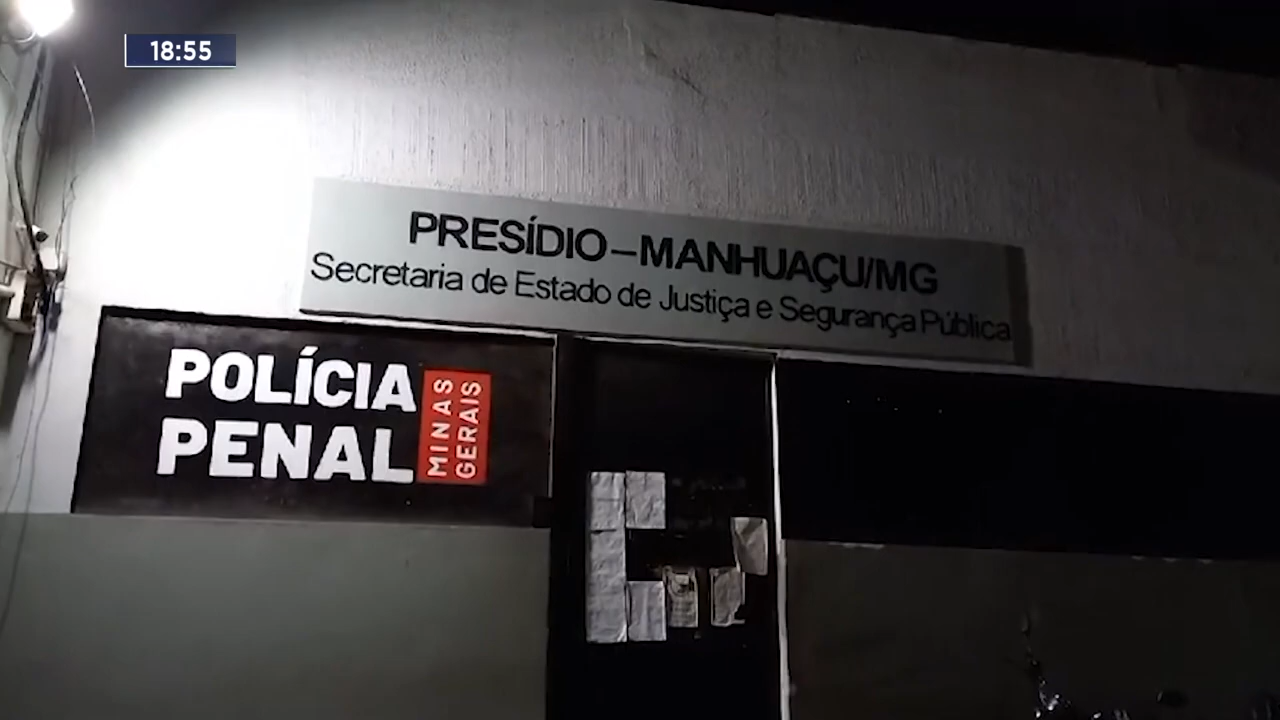 18:55
PRESÍDIO–MANHUAÇU/MG
Secretaria de Estado de Justiça e Segurança Pública
POLÍCIA
PENAL
MINAS
GERAIS